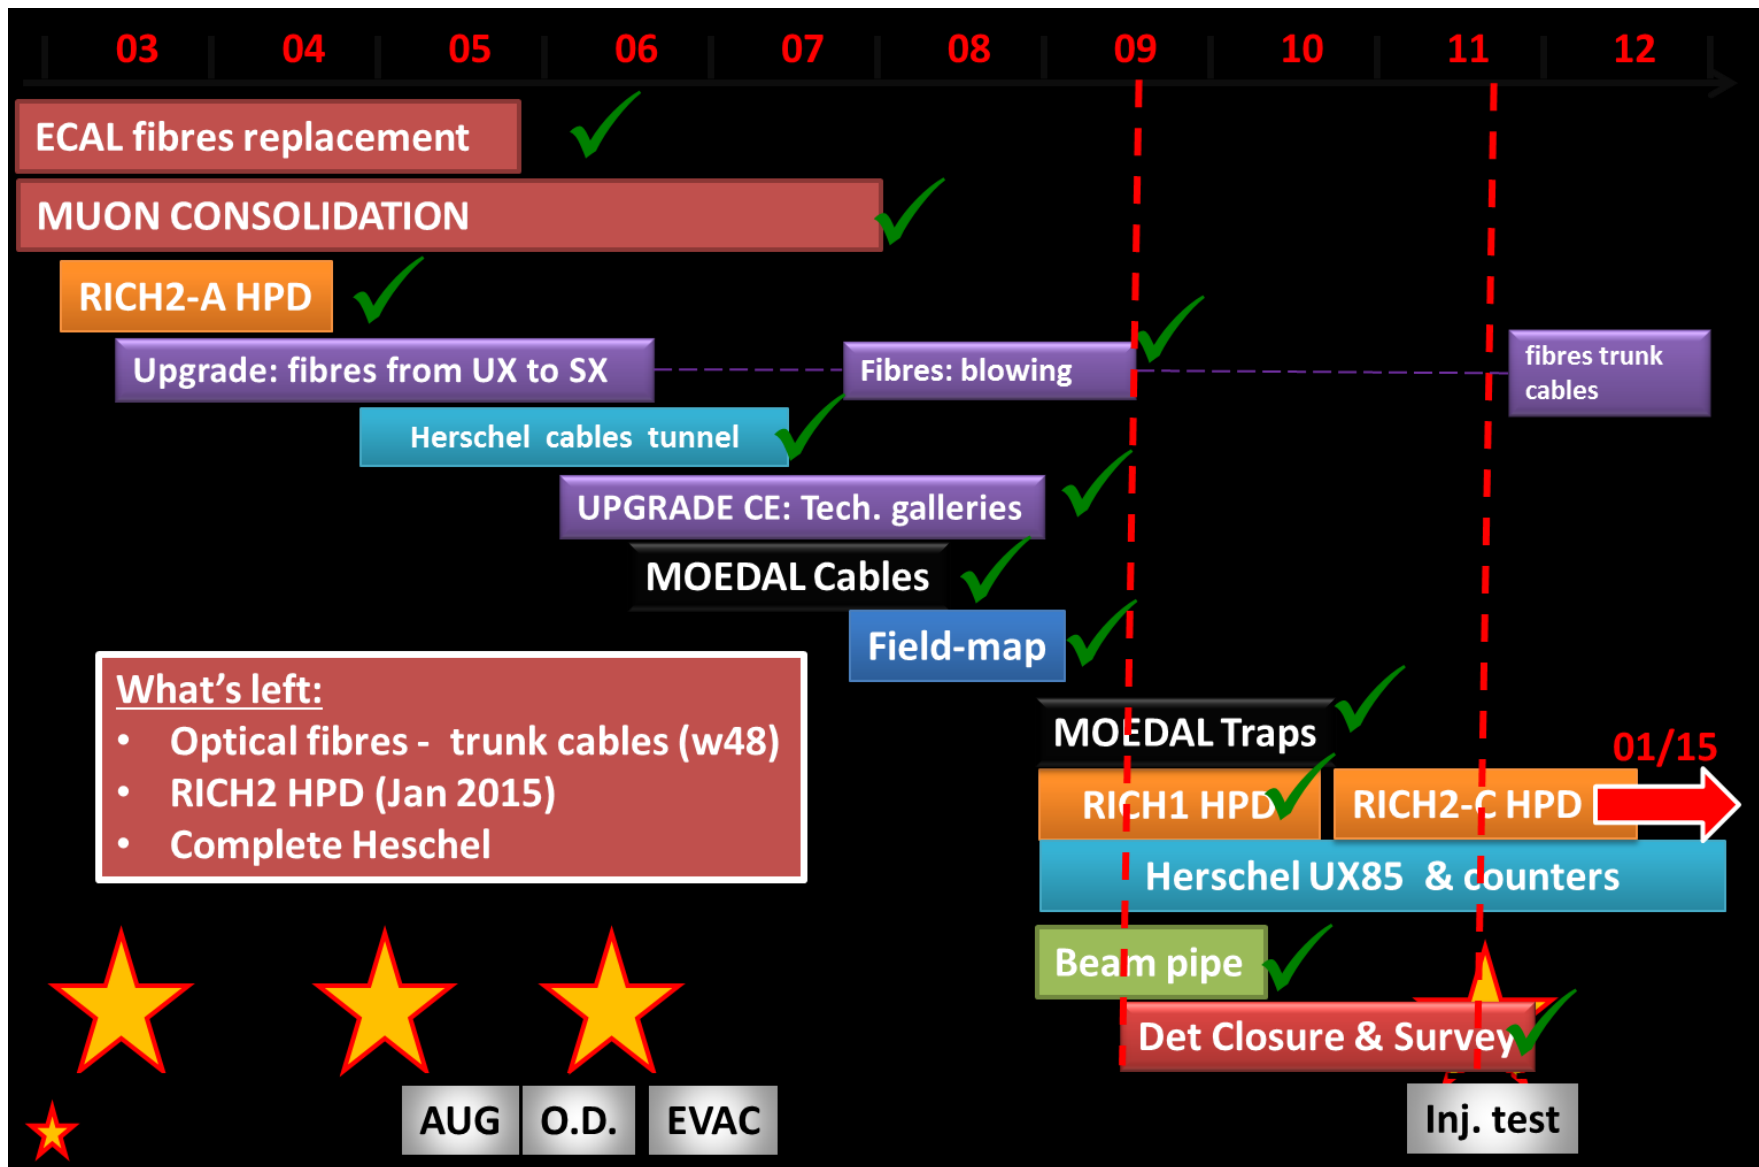 03 04 05 06 07 08 09 10 11 12
ECAL fibres replacement
MUON CONSOLIDATION
RICH2-A HPD
Upgrade: fibres from UX to SX
Fibres: blowing
fibres trunk
cables
Herschel cables tunnel
UPGRADE CE: Tech. galleries
MOEDAL Cables
Field-map
What's left:
• Optical fibres - trunk cables (w48)
• RICH2 HPD (Jan 2015)
• Complete Heschel
MOEDAL Traps
01/15
RICH1 HPD
RICH2-C HPD
Herschel UX85 & counters
Beam pipe
Det Closure & Survey
AUG
O.D.
EVAC
Inj. test